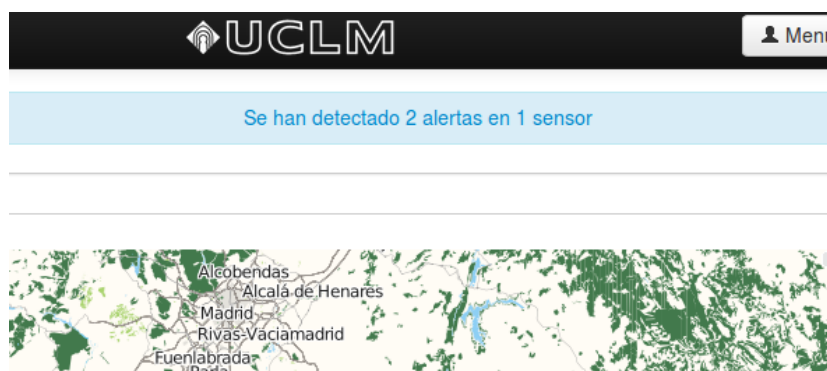 UCLM
Menu
Se han detectado 2 alertas en 1 sensor
Alcobendas
Alcalá de Henares
Madrid
Rivas-Vaciamadrid
Fuenlabrada